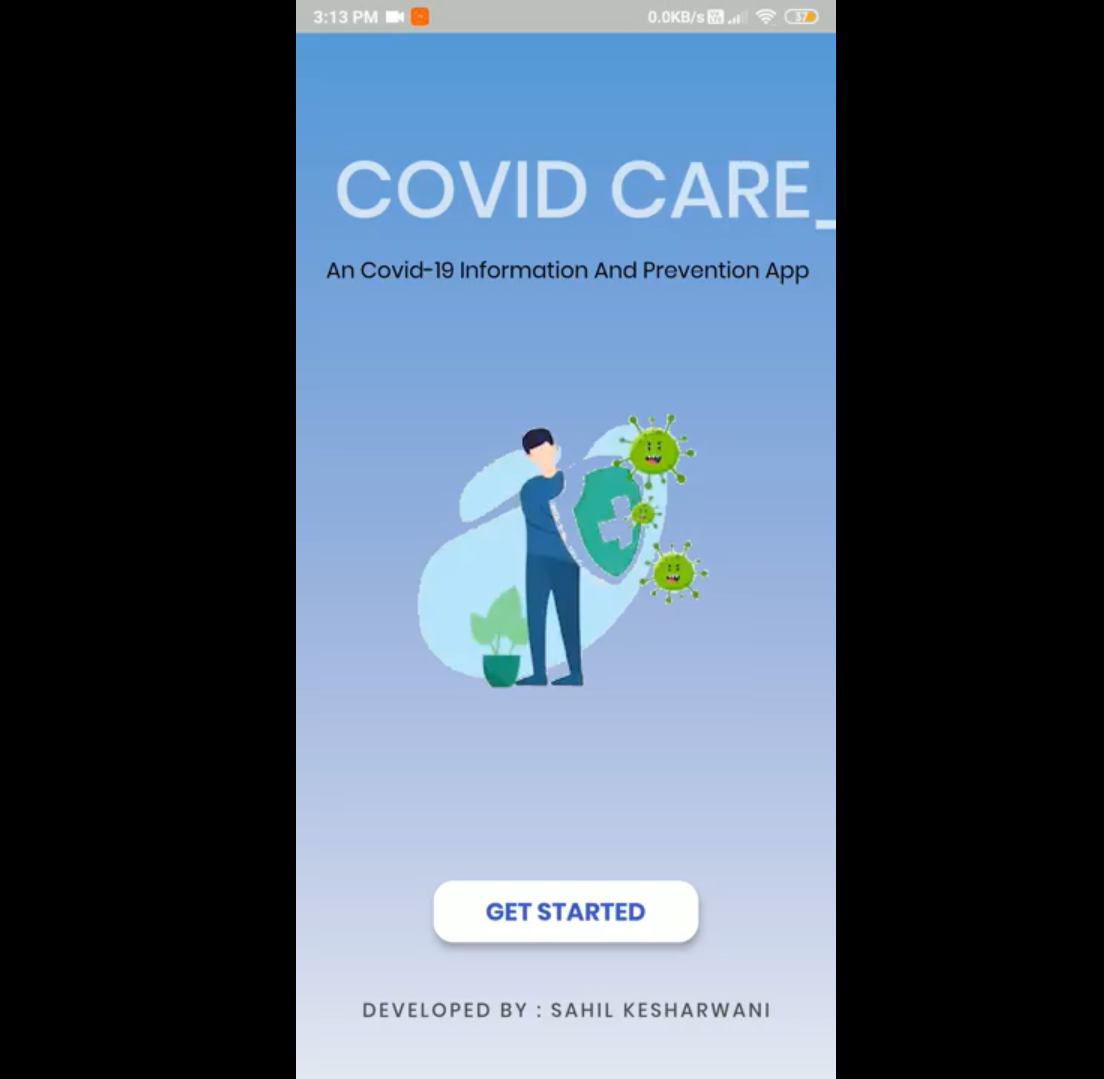 3:13 PM 0.0KB/s 37
COVID CARE_
An Covid-19 Information And Prevention App
GET STARTED
DEVELOPED BY : SAHIL KESHARWANI